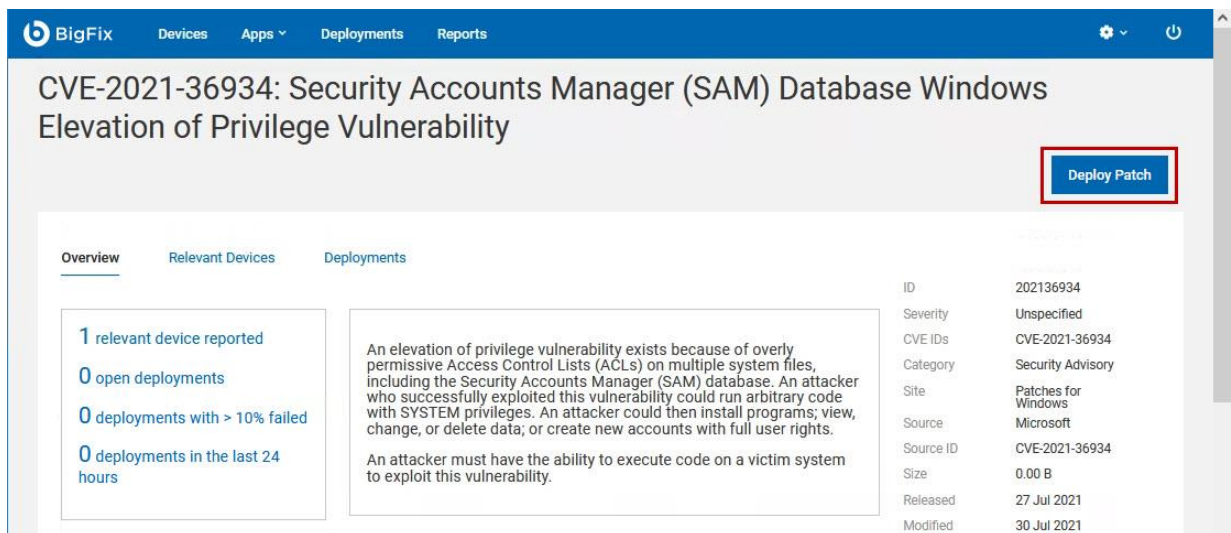 BigFix Devices Apps Deployments Reports
CVE-2021-36934: Security Accounts Manager (SAM) Database Windows
Elevation of Privilege Vulnerability
Deploy Patch
Overview Relevant Devices Deployments
1 relevant device reported
0 open deployments
0 deployments with > 10% failed
0 deployments in the last 24
hours
An elevation of privilege vulnerability exists because of overly
permissive Access Control Lists (ACLs) on multiple system files,
including the Security Accounts Manager (SAM) database. An attacker
who successfully exploited this vulnerability could run arbitrary code
with SYSTEM privileges. An attacker could then install programs; view,
change, or delete data; or create new accounts with full user rights.
An attacker must have the ability to execute code on a victim system
to exploit this vulnerability.
ID 202136934
Severity Unspecified
CVE IDs CVE-2021-36934
Category Security Advisory
Site Patches for
Windows
Source Microsoft
Source ID CVE-2021-36934
Size 0.00 B
Released 27 Jul 2021
Modified 30 Jul 2021